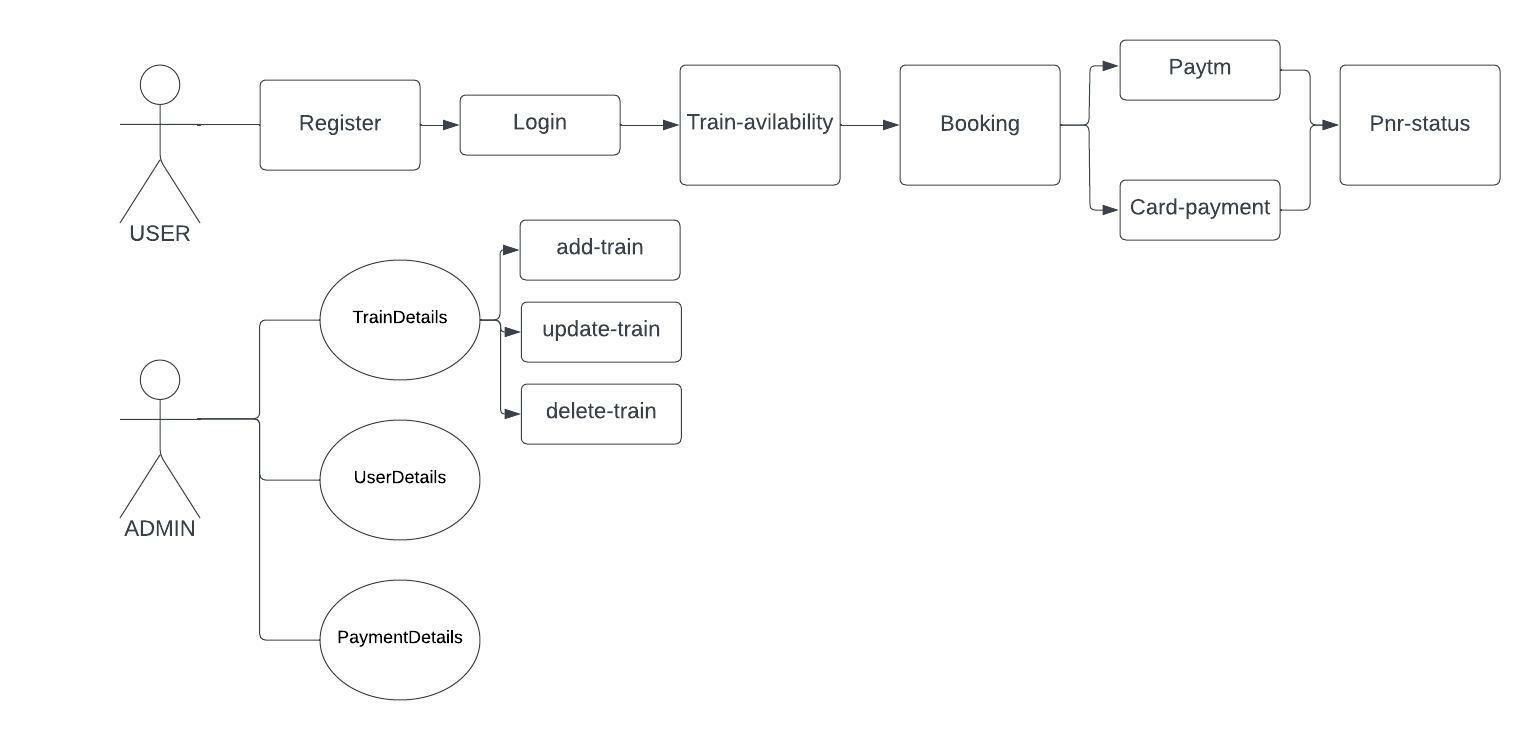 Register
Login
Train-avilability
Booking
Paytm
Card-payment
Pnr-status
USER
TrainDetails
add-train
update-train
delete-train
ADMIN
UserDetails
PaymentDetails